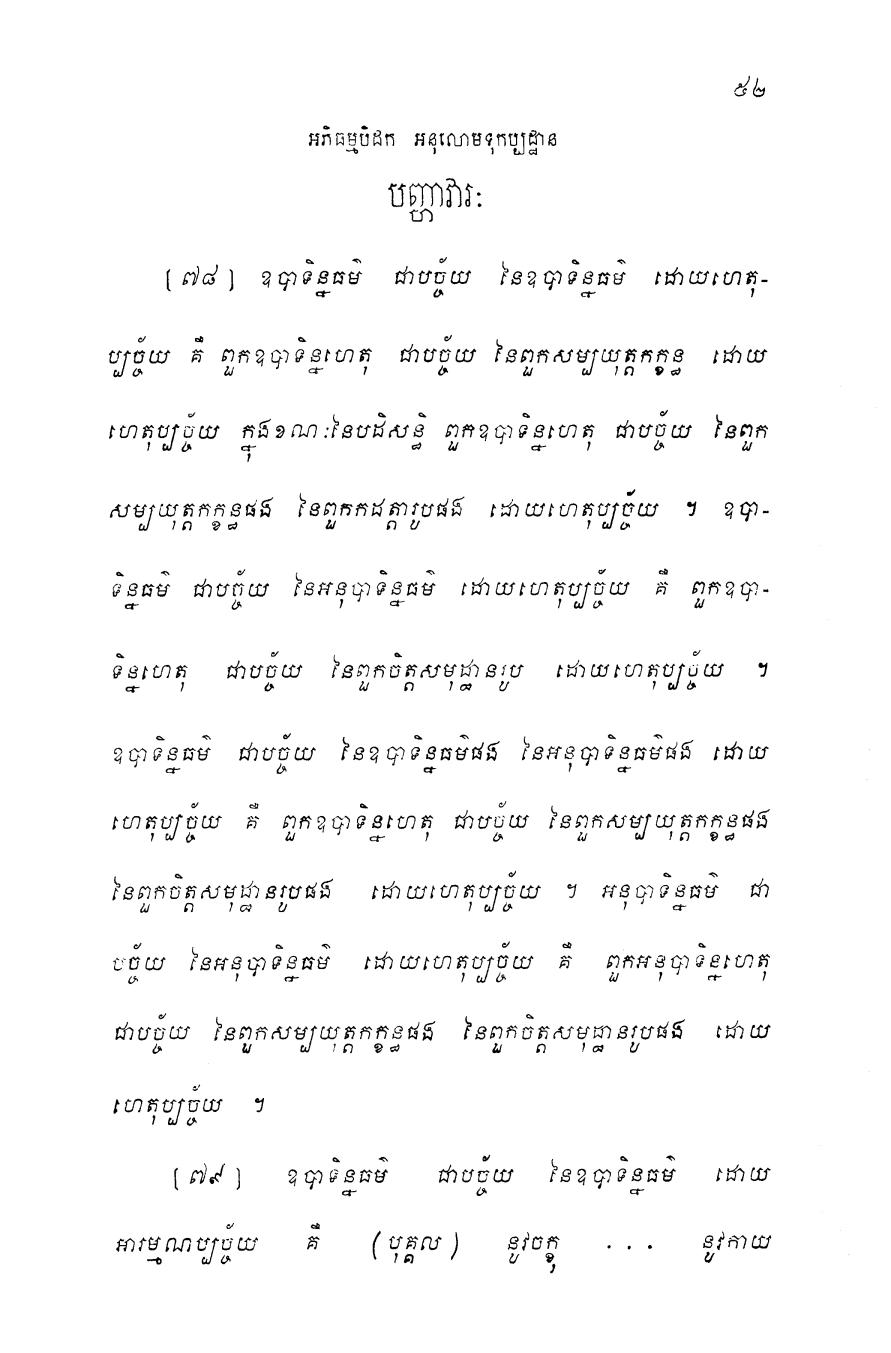 ៥២
អភិធម្មបិដក អនុលោមទុកប្បដ្ឋាន
បញ្ហាវារៈ
[៧៨] ឧបាទិន្នធម៌ ជាបច្ច័យ នៃឧបាទិន្នធម៌ ដោយហេតុ-
ប្បច្ច័យ គឺ ពួកឧបាទិន្នហេតុ ជាបច្ច័យ នៃពួកសម្បយុត្តកក្ខន្ធ ដោយ
ហេតុប្បច្ច័យ ក្នុងខណៈនៃបដិសន្ធិ ពួកឧបាទិន្នហេតុ ជាបច្ច័យ នៃពួក
សម្បយុត្តកក្ខន្ធផង នៃពួកកដត្តារូបផង ដោយហេតុប្បច្ច័យ ។ ឧបា-
ទិន្នធម៌ ជាបច្ច័យ នៃអនុបាទិន្នធម៌ ដោយហេតុប្បច្ច័យ គឺ ពួកឧបា-
ទិន្នហេតុ ជាបច្ច័យ នៃពួកចិត្តសមុដ្ឋានរូប ដោយហេតុប្បច្ច័យ ។
ឧបាទិន្នធម៌ ជាបច្ច័យ នៃឧបាទិន្នធម៌ផង នៃអនុបាទិន្នធម៌ផង ដោយ
ហេតុប្បច្ច័យ គឺ ពួកឧបាទិន្នហេតុ ជាបច្ច័យ នៃពួកសម្បយុត្តកក្ខន្ធផង
នៃពួកចិត្តសមុដ្ឋានរូបផង ដោយហេតុប្បច្ច័យ ។ អនុបាទិន្នធម៌ ជា
បច្ច័យ នៃអនុបាទិន្នធម៌ ដោយហេតុប្បច្ច័យ គឺ ពួកអនុបាទិន្នហេតុ
ជាបច្ច័យ នៃពួកសម្បយុត្តកក្ខន្ធផង នៃពួកចិត្តសមុដ្ឋានរូបផង ដោយ
ហេតុប្បច្ច័យ ។
[៧៩] ឧបាទិន្នធម៌ ជាបច្ច័យ នៃឧបាទិន្នធម៌ ដោយ
អារម្មណប្បច្ច័យ គឺ (បុគ្គល) នូវចក្ខុ ... នូវកាយ